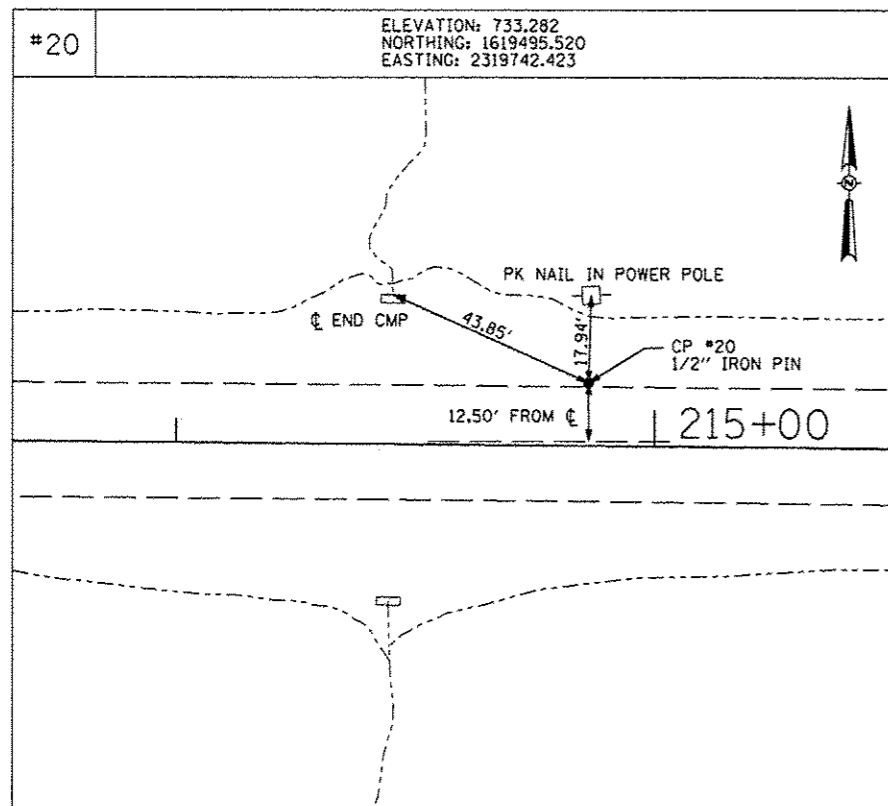 #20
ELEVATION: 733.282
NORTHING: 1619495.520
EASTING: 2319742.423
N
PK NAIL IN POWER POLE
℄ END CMP
43.85'
17.94'
CP #20
1/2" IRON PIN
12.50' FROM ℄
215+00